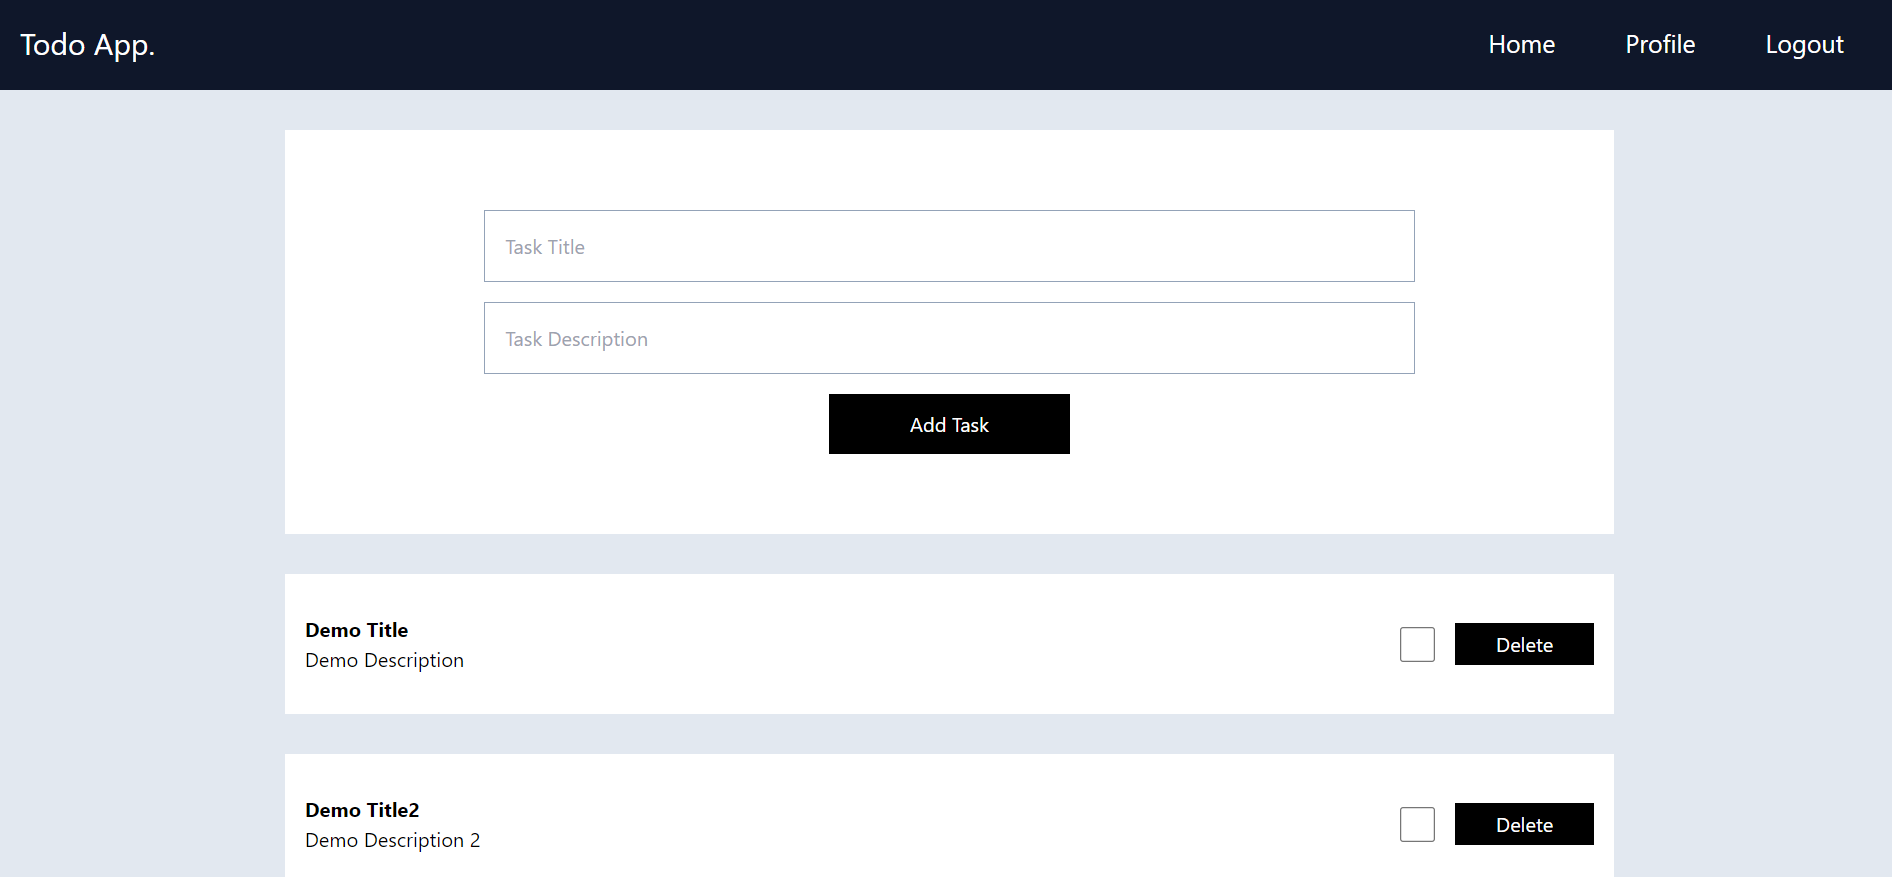 Todo App.
Home Profile Logout
Task Title
Task Description
Add Task
Demo Title
Demo Description
Delete
Demo Title2
Demo Description 2
Delete